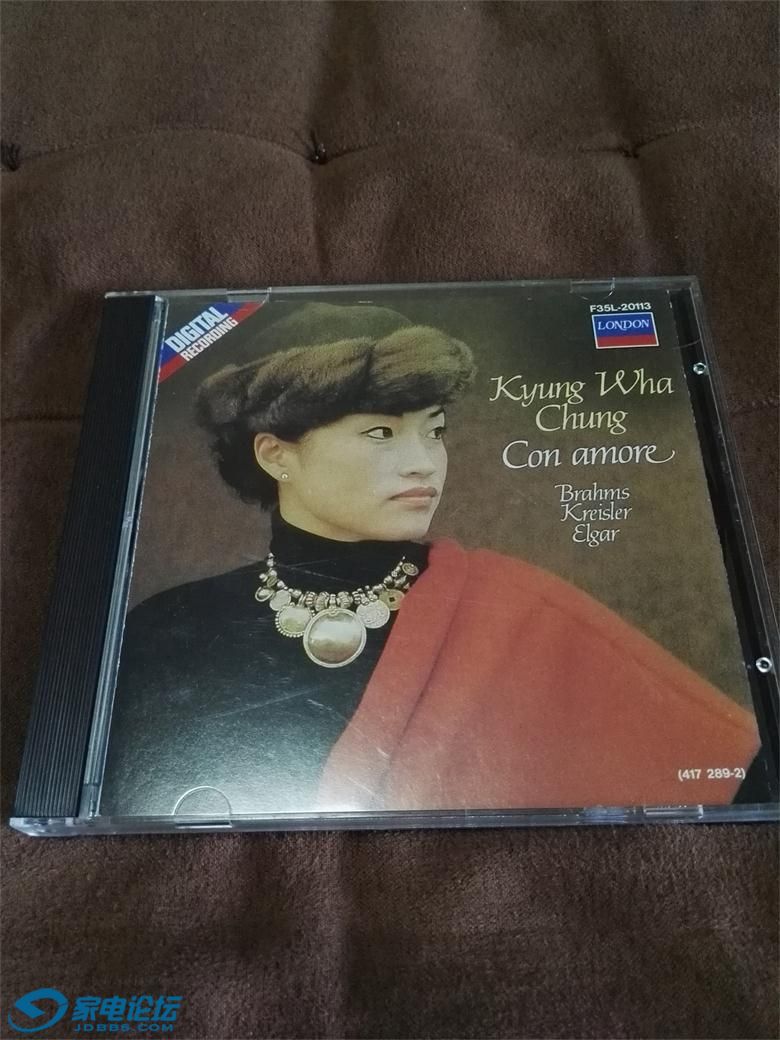 F35L-20113
LONDON
DIGITAL
RECORDING
Kyung Wha
Chung
Con amore
Brahms
Kreisler
Elgar
(417 289-2)
家电论坛
JDBBS.COM